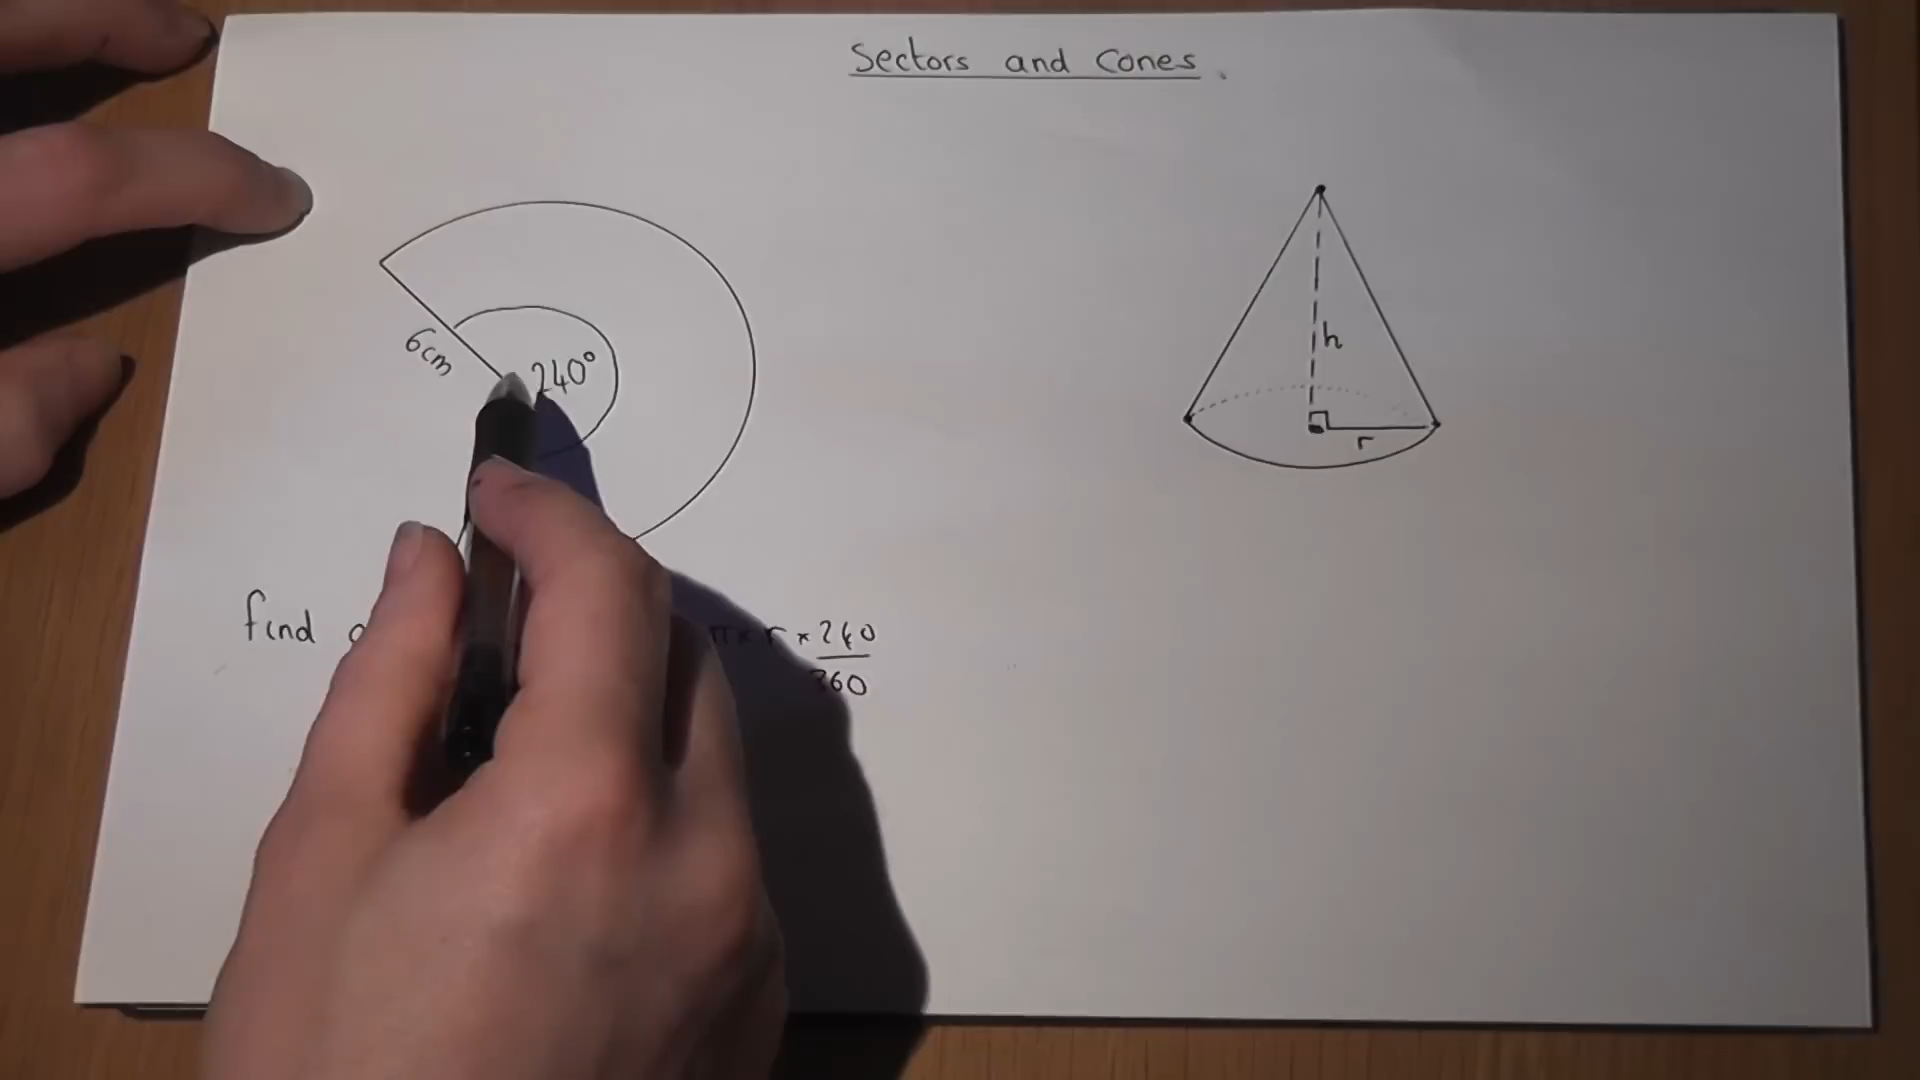 Sectors and Cones.
6cm
240°
h
r
find
π × r × 240
360